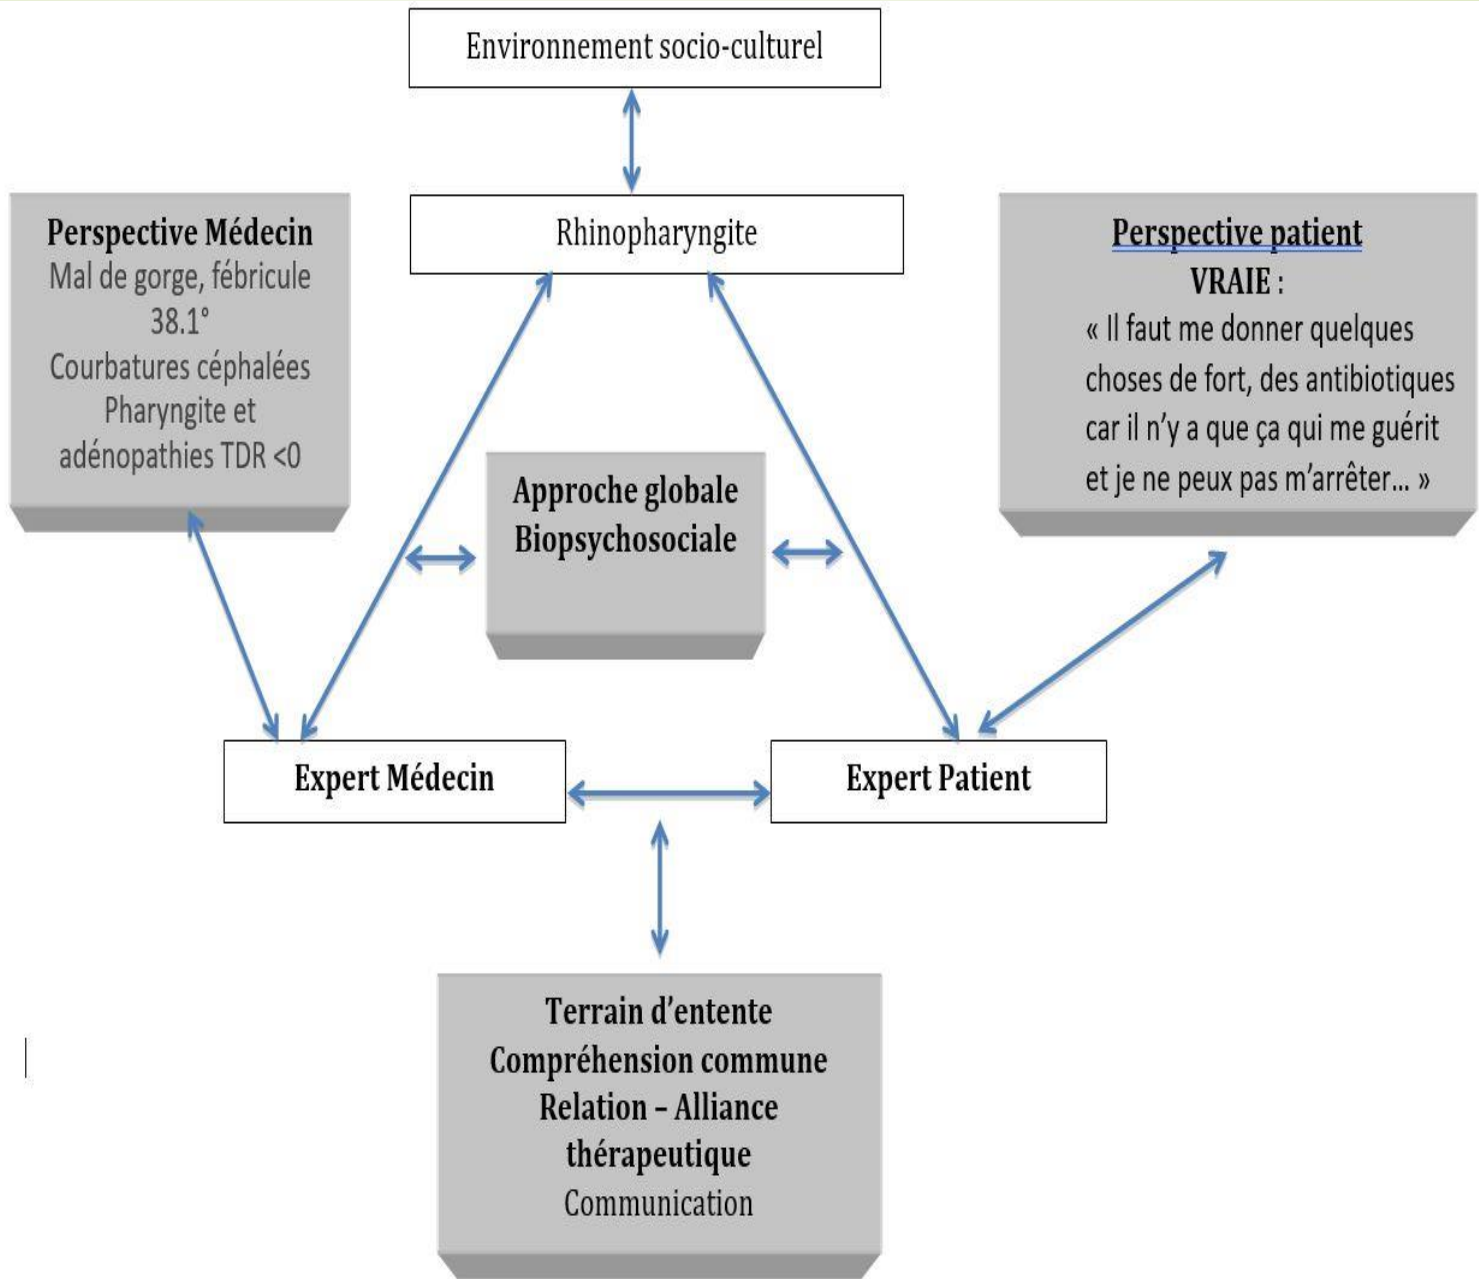 Environnement socio-culturel
Rhinopharyngite
Perspective Médecin
Mal de gorge, fébricule
38.1°
Courbatures céphalées
Pharyngite et
adénopathies TDR <0
Perspective patient
VRAIE :
« Il faut me donner quelques
choses de fort, des antibiotiques
car il n'y a que ça qui me guérit
et je ne peux pas m'arrêter... »
Approche globale
Biopsychosociale
Expert Médecin
Expert Patient
Terrain d'entente
Compréhension commune
Relation – Alliance
thérapeutique
Communication